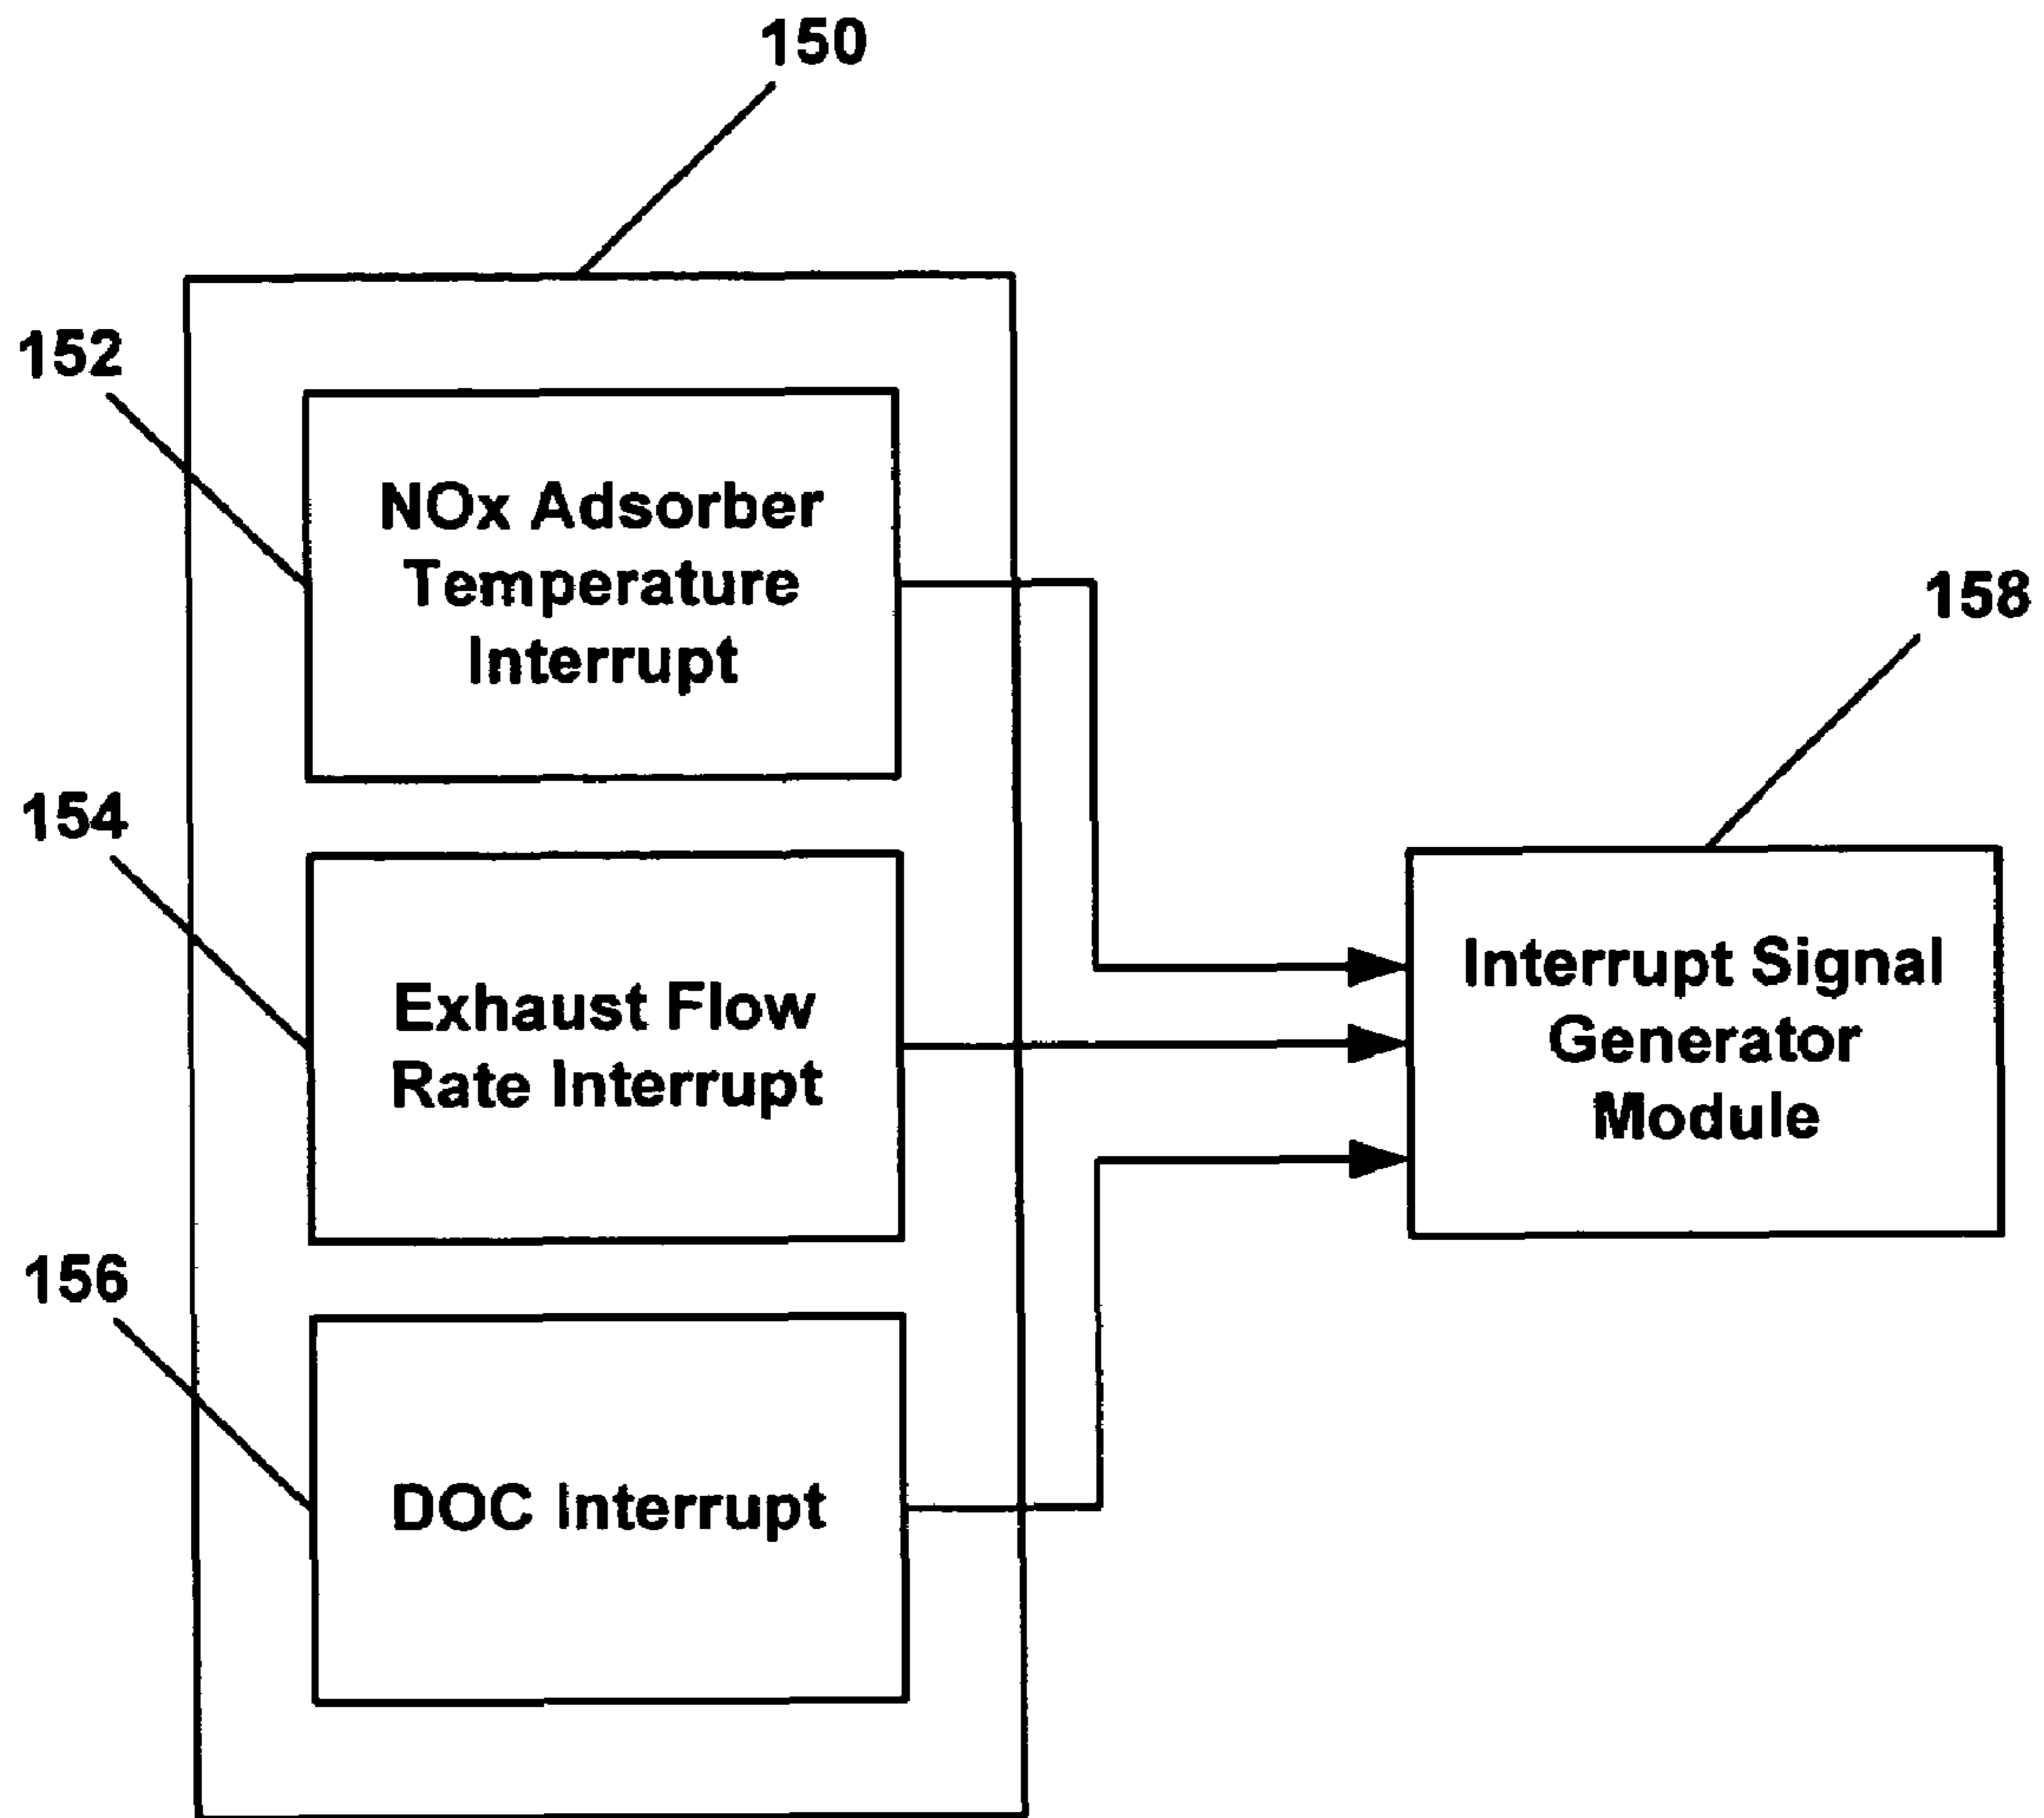 150
152
NOx Adsorber
Temperature
Interrupt
158
154
Exhaust Flow
Rate Interrupt
Interrupt Signal
Generator
Module
156
DOC Interrupt